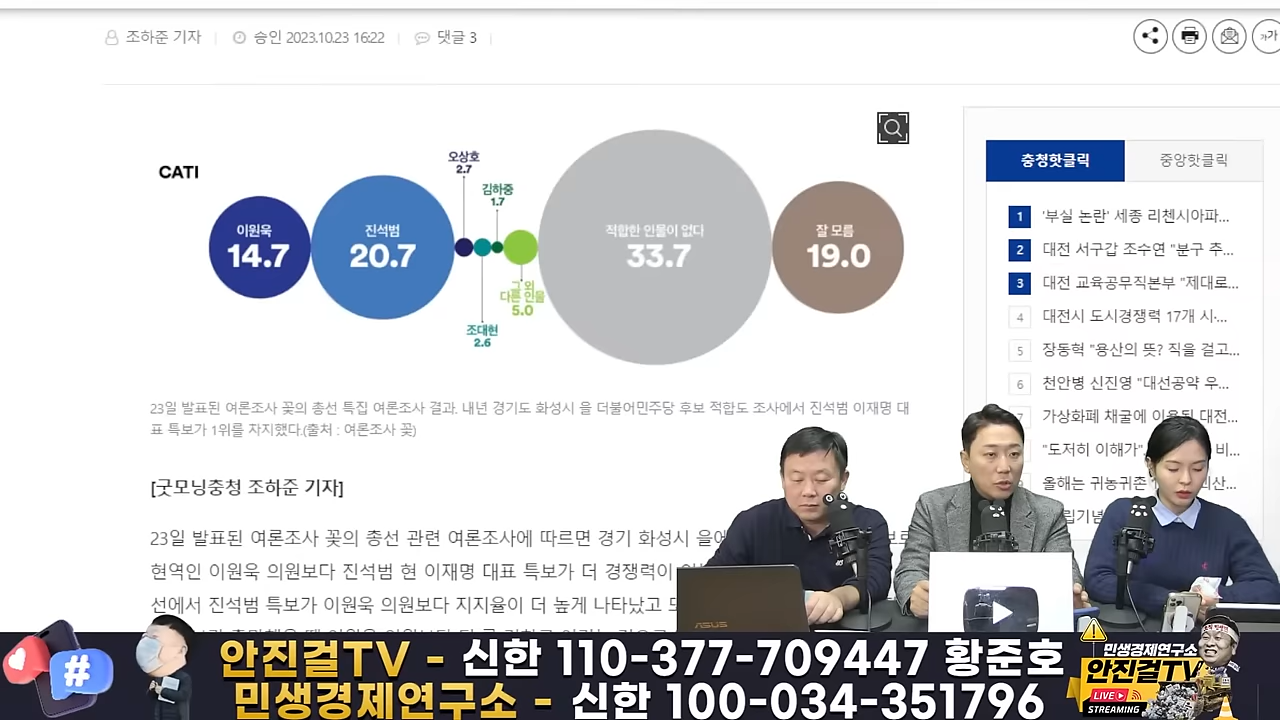 조하준 기자
승인 2023.10.23 16:22
댓글 3
가가
CATI
이원욱
14.7
진석범
20.7
오상호
2.7
조대현
2.6
김하중
1.7
그 외
다른 인물
5.0
적합한 인물이 없다
33.7
잘 모름
19.0
23일 발표된 여론조사 꽃의 총선 특집 여론조사 결과. 내년 경기도 화성시 을 더불어민주당 후보 적합도 조사에서 진석범 이재명 대
표 특보가 1위를 차지했다.(출처 : 여론조사 꽃)
[굿모닝충청 조하준 기자]
23일 발표된 여론조사 꽃의 총선 관련 여론조사에 따르면 경기 화성시 을에
현역인 이원욱 의원보다 진석범 현 이재명 대표 특보가 더 경쟁력이
선에서 진석범 특보가 이원욱 의원보다 지지율이 더 높게 나타났고
충청핫클릭
중앙핫클릭
1 '부실 논란' 세종 리첸시아파...
2 대전 서구갑 조수연 "분구 추...
3 대전 교육공무직본부 "제대로...
4 대전시 도시경쟁력 17개 시·...
5 장동혁 "용산의 뜻? 직을 걸고...
6 천안병 신진영 "대선공약 우...
7 가상화폐 채굴에 이용된 대전...
"도저히 이해가" 비...
올해는 귀농귀촌
ASUS
안진걸TV - 신한 110-377-709447 황준호
민생경제연구소 - 신한 100-034-351796
#
민생경제연구소
안진걸TV
LIVE
STREAMING